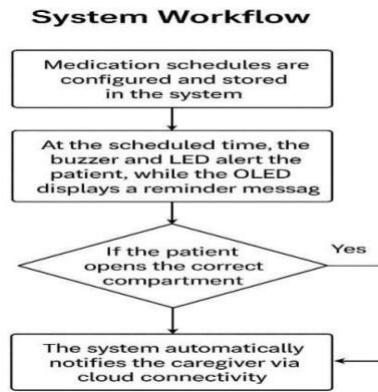 System Workflow
Medication schedules are
configured and stored
in the system
At the scheduled time, the
buzzer and LED alert the
patient, while the OLED
displays a reminder messag
If the patient
opens the correct
compartment
Yes
The system automatically
notifies the caregiver via
cloud connectivity